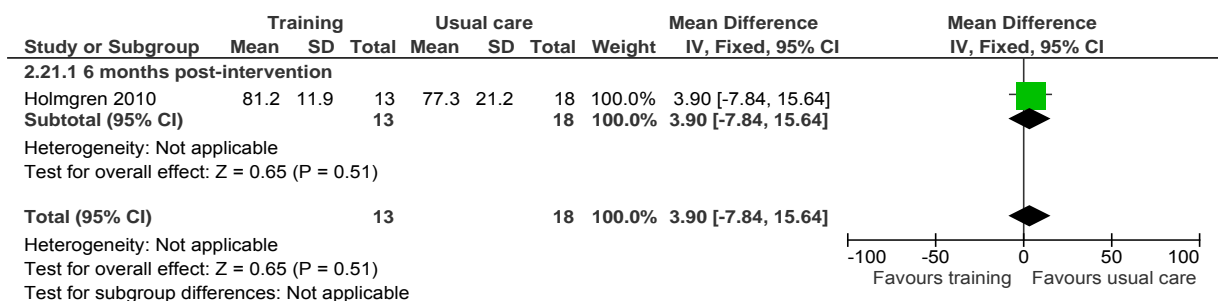 Training Usual care Mean Difference Mean Difference
Study or Subgroup Mean SD Total Mean SD Total Weight IV, Fixed, 95% CI IV, Fixed, 95% CI
2.21.1 6 months post-intervention
Holmgren 2010 81.2 11.9 13 77.3 21.2 18 100.0% 3.90 [-7.84, 15.64]
Subtotal (95% CI) 13 18 100.0% 3.90 [-7.84, 15.64]
Heterogeneity: Not applicable
Test for overall effect: Z = 0.65 (P = 0.51)
Total (95% CI) 13 18 100.0% 3.90 [-7.84, 15.64]
Heterogeneity: Not applicable
Test for overall effect: Z = 0.65 (P = 0.51)
Test for subgroup differences: Not applicable
-100 -50 0 50 100
Favours training Favours usual care